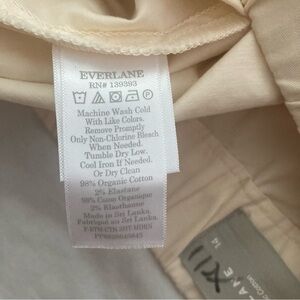 EVERLANE
RN# 139393
Machine Wash Cold
With Like Colors.
Remove Promptly
Only Non-Chlorine Bleach
When Needed.
Tumble Dry Low.
Cool Iron If Needed.
Or Dry Clean
98% Organic Cotton
2% Elastane
98% Coton Organique
2% Elasthanne
Made in Sri Lanka.
Fabriqué au Sri Lanka.
LANE
14